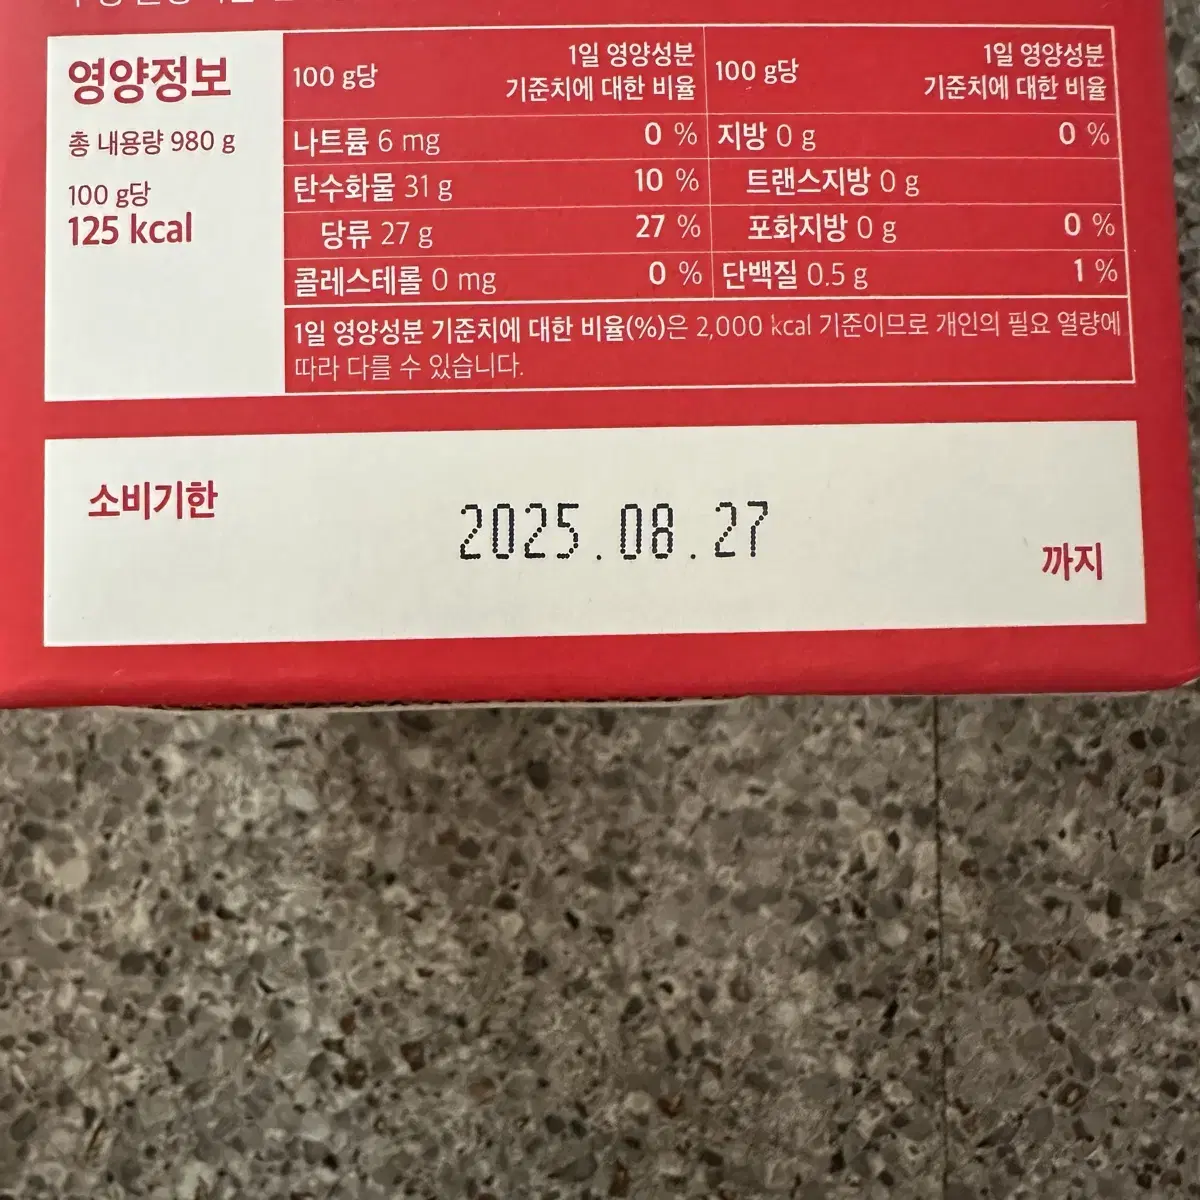 영양정보
총 내용량 980 g
100 g당
125 kcal
100 g당 1일 영양성분 기준치에 대한 비율 100 g당 1일 영양성분 기준치에 대한 비율
나트륨 6 mg 0 % 지방 0 g 0 %
탄수화물 31 g 10 % 트랜스지방 0 g
당류 27 g 27 % 포화지방 0 g 0 %
콜레스테롤 0 mg 0 % 단백질 0.5 g 1 %
1일 영양성분 기준치에 대한 비율(%)은 2,000 kcal 기준이므로 개인의 필요 열량에
따라 다를 수 있습니다.
소비기한
2025.08.27
까지